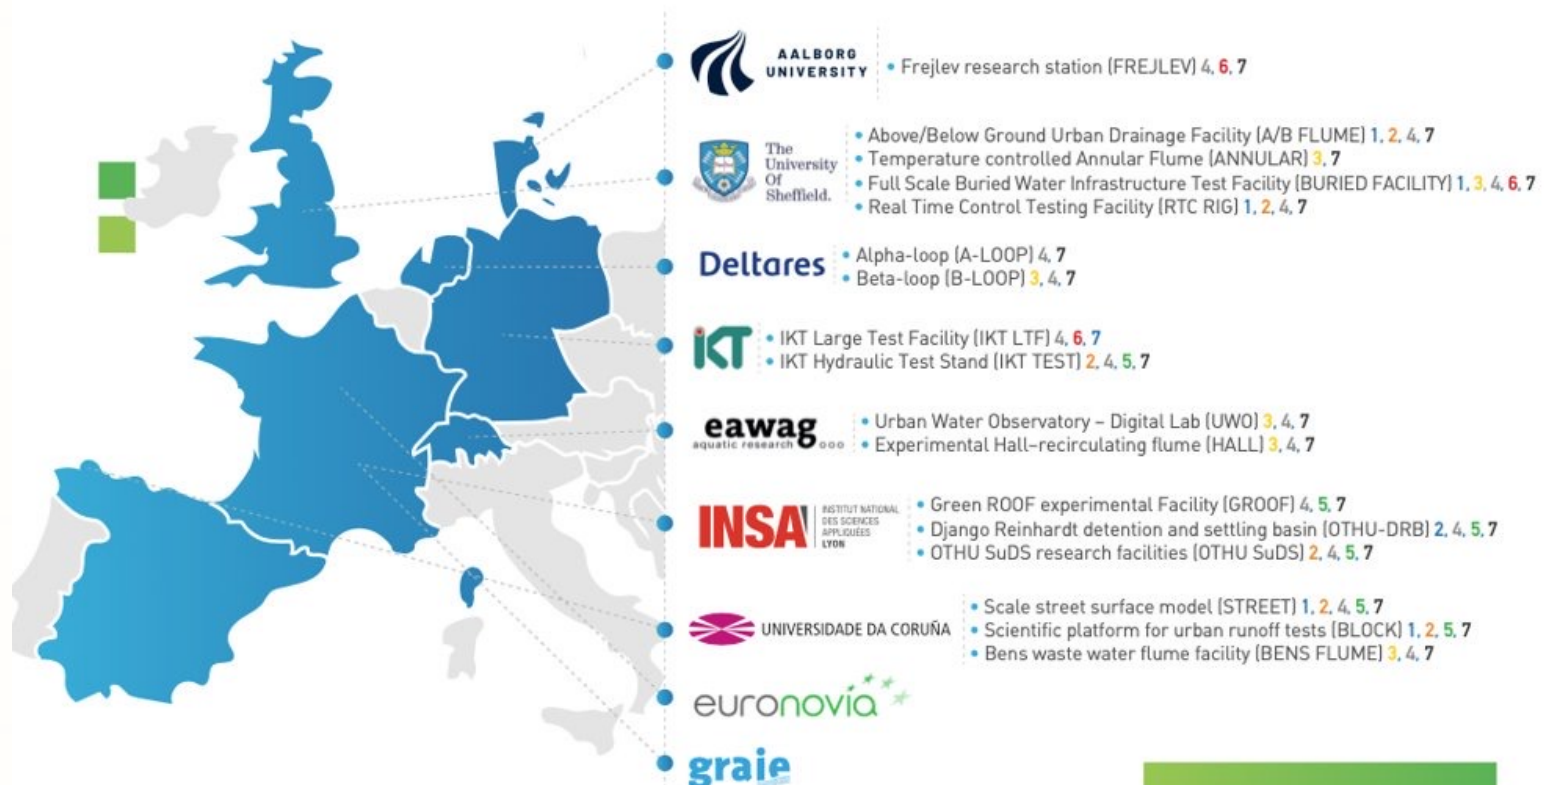 AALBORG
UNIVERSITY
• Frejlev research station (FREJLEV) 4, 6, 7
The
University
Of
Sheffield.
• Above/Below Ground Urban Drainage Facility (A/B FLUME) 1, 2, 4, 7
• Temperature controlled Annular Flume (ANNULAR) 3, 7
• Full Scale Buried Water Infrastructure Test Facility (BURIED FACILITY) 1, 3, 4, 6, 7
• Real Time Control Testing Facility (RTC RIG) 1, 2, 4, 7
Deltares
• Alpha-loop (A-LOOP) 4, 7
• Beta-loop (B-LOOP) 3, 4, 7
iKT
• IKT Large Test Facility (IKT LTF) 4, 6, 7
• IKT Hydraulic Test Stand (IKT TEST) 2, 4, 5, 7
eawag
aquatic research
• Urban Water Observatory – Digital Lab (UWO) 3, 4, 7
• Experimental Hall–recirculating flume (HALL) 3, 4, 7
INSA
INSTITUT NATIONAL
DES SCIENCES
APPLIQUÉES
LYON
• Green ROOF experimental Facility (GROOF) 4, 5, 7
• Django Reinhardt detention and settling basin (OTHU-DRB) 2, 4, 5, 7
• OTHU SuDS research facilities (OTHU SuDS) 2, 4, 5, 7
UNIVERSIDADE DA CORUÑA
• Scale street surface model (STREET) 1, 2, 4, 5, 7
• Scientific platform for urban runoff tests (BLOCK) 1, 2, 5, 7
• Bens waste water flume facility (BENS FLUME) 3, 4, 7
euronovia
graie